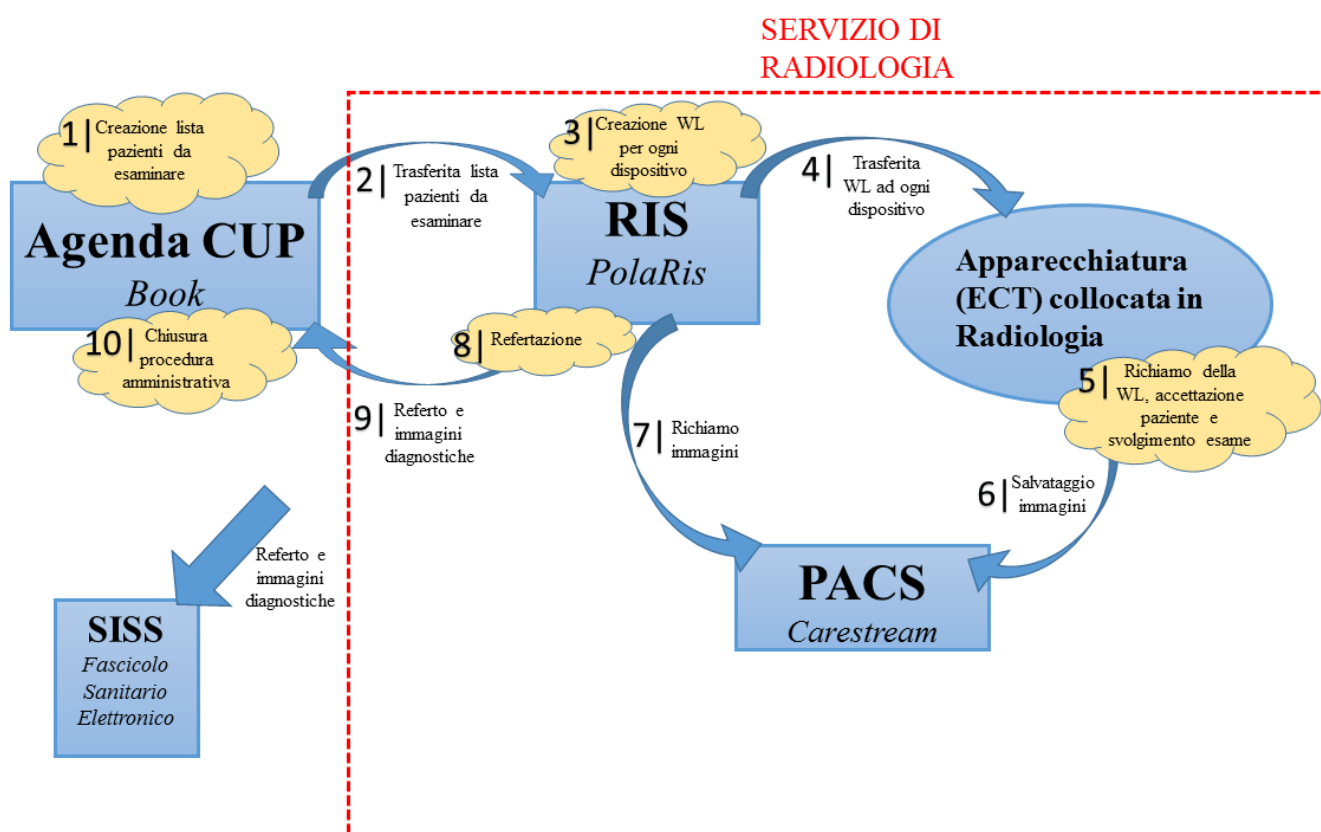 SERVIZIO DI
RADIOLOGIA
1| Creazione lista
pazienti da
esaminare
Agenda CUP
Book
2| Trasferita lista
pazienti da
esaminare
3| Creazione WL
per ogni
dispositivo
RIS
PolaRis
4| Trasferita
WL ad ogni
dispositivo
Apparecchiatura
(ECT) collocata in
Radiologia
5| Richiamo della
WL, accettazione
paziente e
svolgimento esame
6| Salvataggio
immagini
PACS
Carestream
7| Richiamo
immagini
8| Refertazione
9| Referto e
immagini
diagnostiche
10| Chiusura
procedura
amministrativa
Referto e
immagini
diagnostiche
SISS
Fascicolo
Sanitario
Elettronico